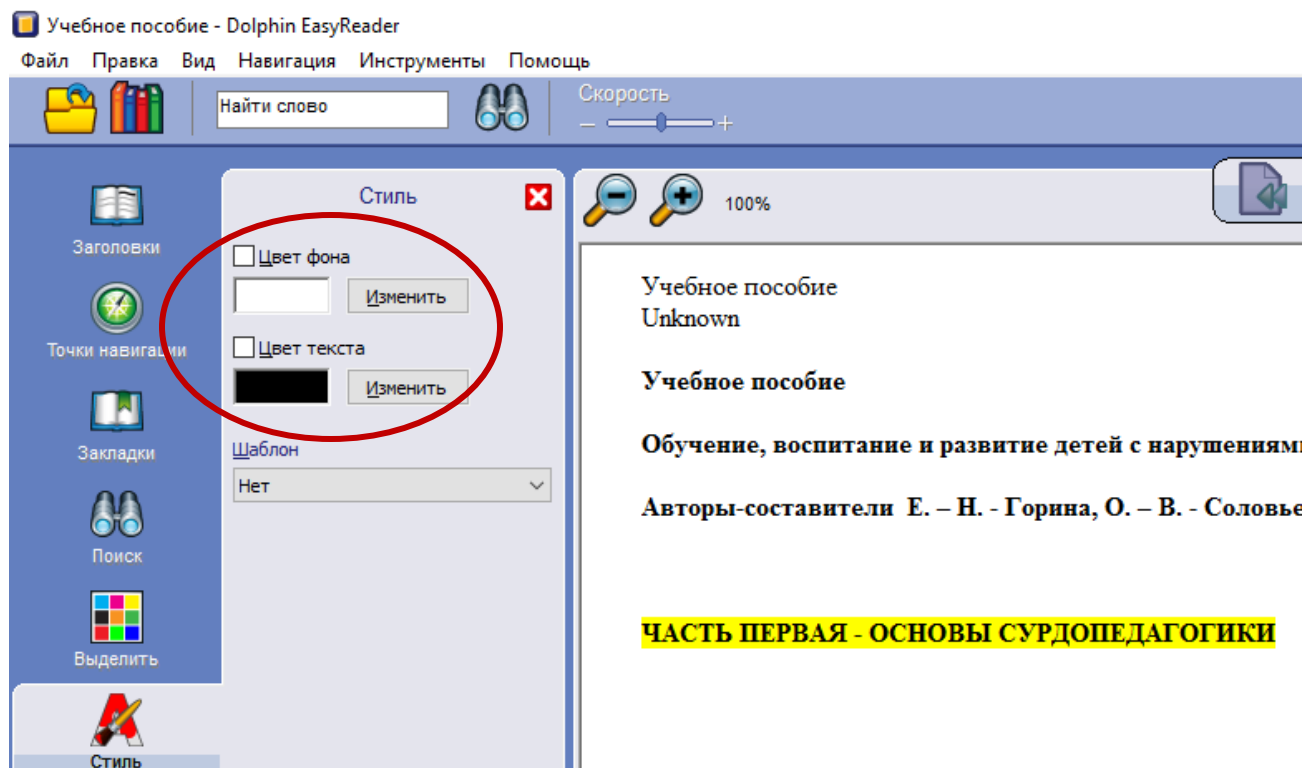 Учебное пособие - Dolphin EasyReader
Файл Правка Вид Навигация Инструменты Помощь
Найти слово
Скорость
Заголовки
Точки навигации
Закладки
Поиск
Выделить
Стиль
Стиль
Цвет фона
Изменить
Цвет текста
Изменить
Шаблон
Нет
100%
Учебное пособие
Unknown
Учебное пособие
Обучение, воспитание и развитие детей с нарушениями
Авторы-составители Е. – Н. - Горина, О. – В. - Соловье
ЧАСТЬ ПЕРВАЯ - ОСНОВЫ СУРДОПЕДАГОГИКИ